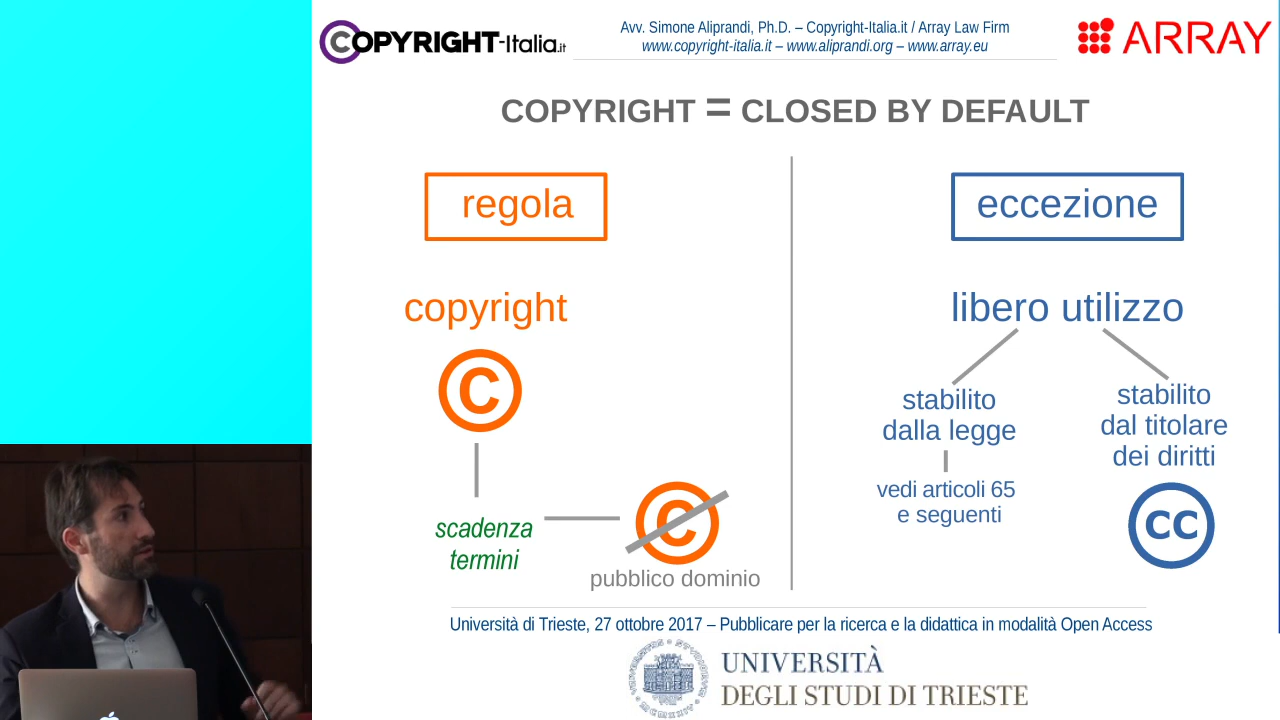 COPYRIGHT-Italia.it
Avv. Simone Aliprandi, Ph.D. – Copyright-Italia.it / Array Law Firm
www.copyright-italia.it – www.aliprandi.org – www.array.eu
ARRAY
COPYRIGHT = CLOSED BY DEFAULT
regola
copyright
©
scadenza
termini
©
pubblico dominio
eccezione
libero utilizzo
stabilito
dalla legge
vedi articoli 65
e seguenti
stabilito
dal titolare
dei diritti
CC
Università di Trieste, 27 ottobre 2017 – Pubblicare per la ricerca e la didattica in modalità Open Access
UNIVERSITÀ
DEGLI STUDI DI TRIESTE